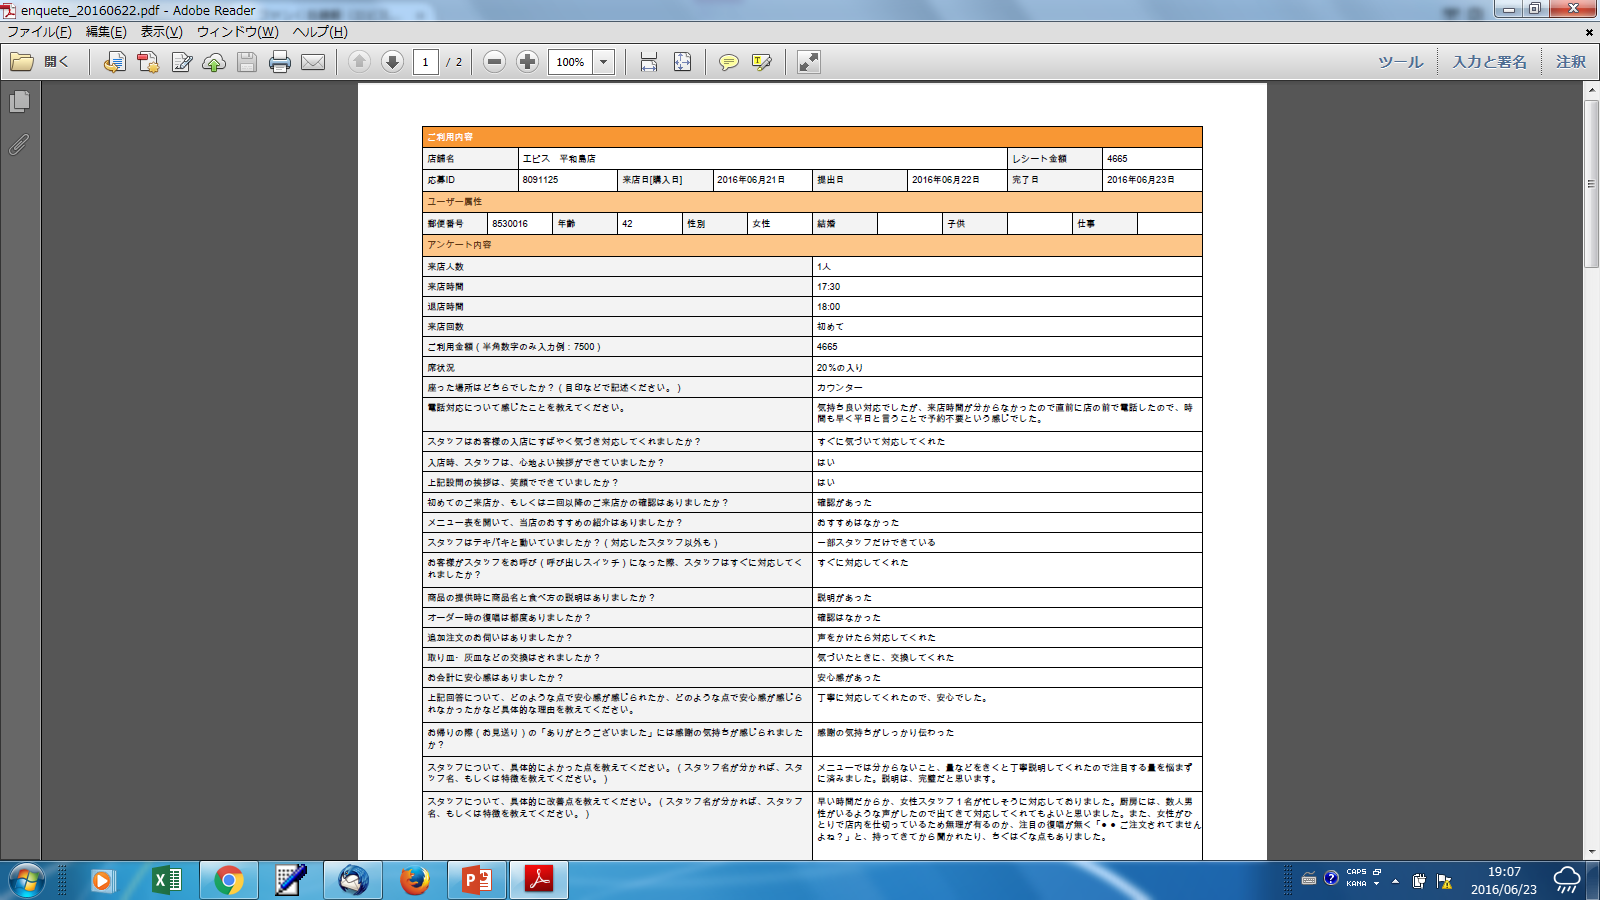 enquete_20160622.pdf - Adobe Reader
ファイル(F) 編集(E) 表示(V) ウィンドウ(W) ヘルプ(H)
開く 1 / 2 100% ツール 入力と署名 注釈
ご利用内容
店舗名 エビス 平和島店 レシート金額 4665
応募ID 8091125 来店日[購入日] 2016年06月21日 提出日 2016年06月22日 完了日 2016年06月23日
ユーザー属性
郵便番号 8530016 年齢 42 性別 女性 結婚 子供 仕事
アンケート内容
来店人数 1人
来店時間 17:30
退店時間 18:00
来店回数 初めて
ご利用金額（半角数字のみ入力例：7500） 4665
席状況 20％の入り
座った場所はどちらでしたか？（目印などで記述ください。） カウンター
電話対応について感じたことを教えてください。 気持ち良い対応でしたが、来店時間が分からなかったので直前に店の前で電話したので、時
間も早く平日と言うことで予約不要という感じでした。
スタッフはお客様の入店にすばやく気づき対応してくれましたか？ すぐに気づいて対応してくれた
入店時、スタッフは、心地よい挨拶ができていましたか？ はい
上記設問の挨拶は、笑顔でできていましたか？ はい
初めてのご来店か、もしくは二回以降のご来店かの確認はありましたか？ 確認があった
メニュー表を開いて、当店のおすすめの紹介はありましたか？ おすすめはなかった
スタッフはテキパキと動いていましたか？（対応したスタッフ以外も） 一部スタッフだけできている
お客様がスタッフをお呼び（呼び出しスイッチ）になった際、スタッフはすぐに対応してく
れましたか？ すぐに対応してくれた
商品の提供時に商品名と食べ方の説明はありましたか？ 説明があった
オーダー時の復唱は都度ありましたか？ 確認はなかった
追加注文のお伺いはありましたか？ 声をかけたら対応してくれた
取り皿・灰皿などの交換はされましたか？ 気づいたときに、交換してくれた
お会計に安心感はありましたか？ 安心感があった
上記回答について、どのような点で安心感が感じられたか、どのような点で安心感が感じら
れなかったかなど具体的な理由を教えてください。 丁寧に対応してくれたので、安心でした。
お帰りの際（お見送り）の「ありがとうございました」には感謝の気持ちが感じられました
か？ 感謝の気持ちがしっかり伝わった
スタッフについて、具体的によかった点を教えてください。（スタッフ名が分かれば、スタ
ッフ名、もしくは特徴を教えてください。） メニューでは分からないこと、量などをきくと丁寧説明してくれたので注目する量を悩まず
に済みました。説明は、完璧だと思います。
スタッフについて、具体的に改善点を教えてください。（スタッフ名が分かれば、スタッフ
名、もしくは特徴を教えてください。） 早い時間だからか、女性スタッフ１名が忙しそうに対応しておりました。厨房には、数人男
性がいるような声がしたので出てきて対応してくれてもよいと思いました。また、女性がひ
とりで店内を仕切っているため無理が有るのか、注目の復唱が無く「●●ご注文されてません
よね？」と、持ってきてから聞かれたり、ちぐはぐな点もありました。
CAPS
KANA
19:07
2016/06/23